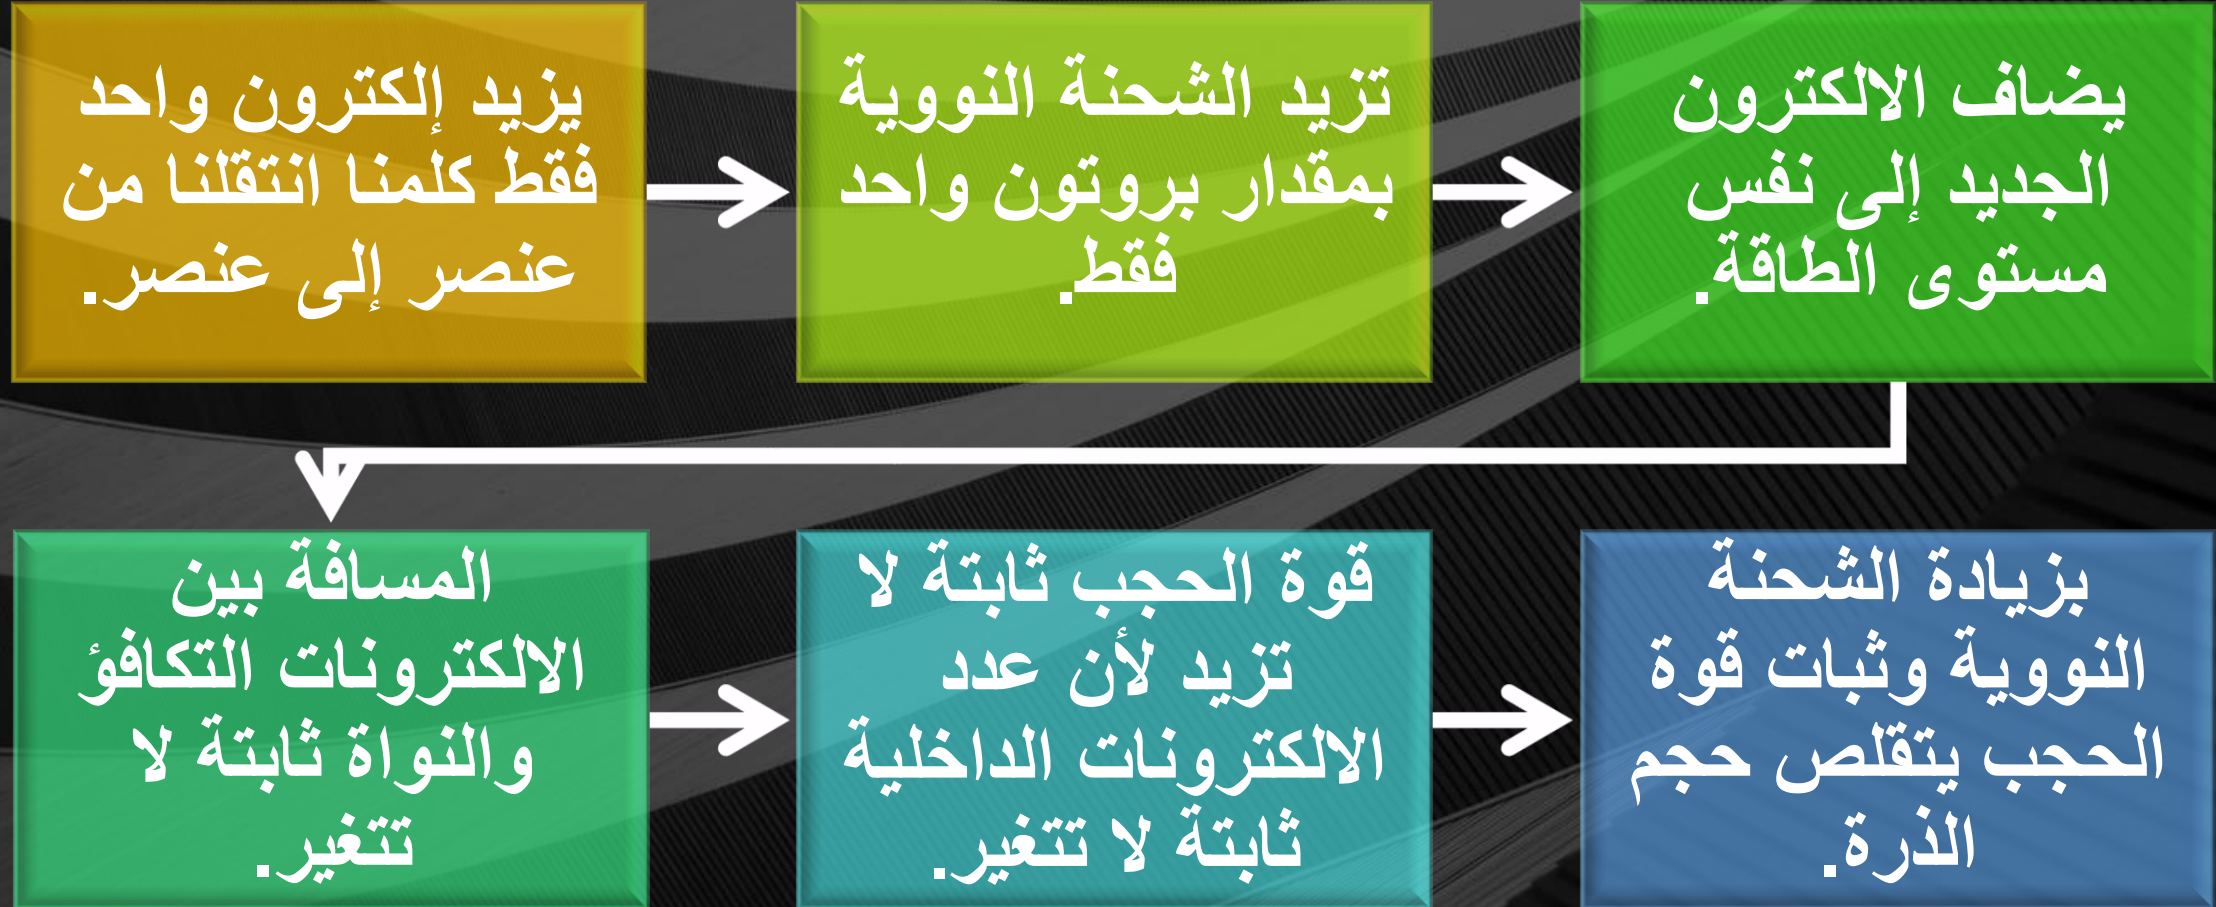 يزيد إلكترون واحد
فقط كلمنا انتقلنا من
عنصر إلى عنصر.
تزيد الشحنة النووية
بمقدار بروتون واحد
فقط.
يضاف الالكترون
الجديد إلى نفس
مستوى الطاقة.
المسافة بين
الالكترونات التكافؤ
والنواة ثابتة لا
تتغير.
قوة الحجب ثابتة لا
تزيد لأن عدد
الالكترونات الداخلية
ثابتة لا تتغير.
بزيادة الشحنة
النووية وثبات قوة
الحجب يتقلص حجم
الذرة.